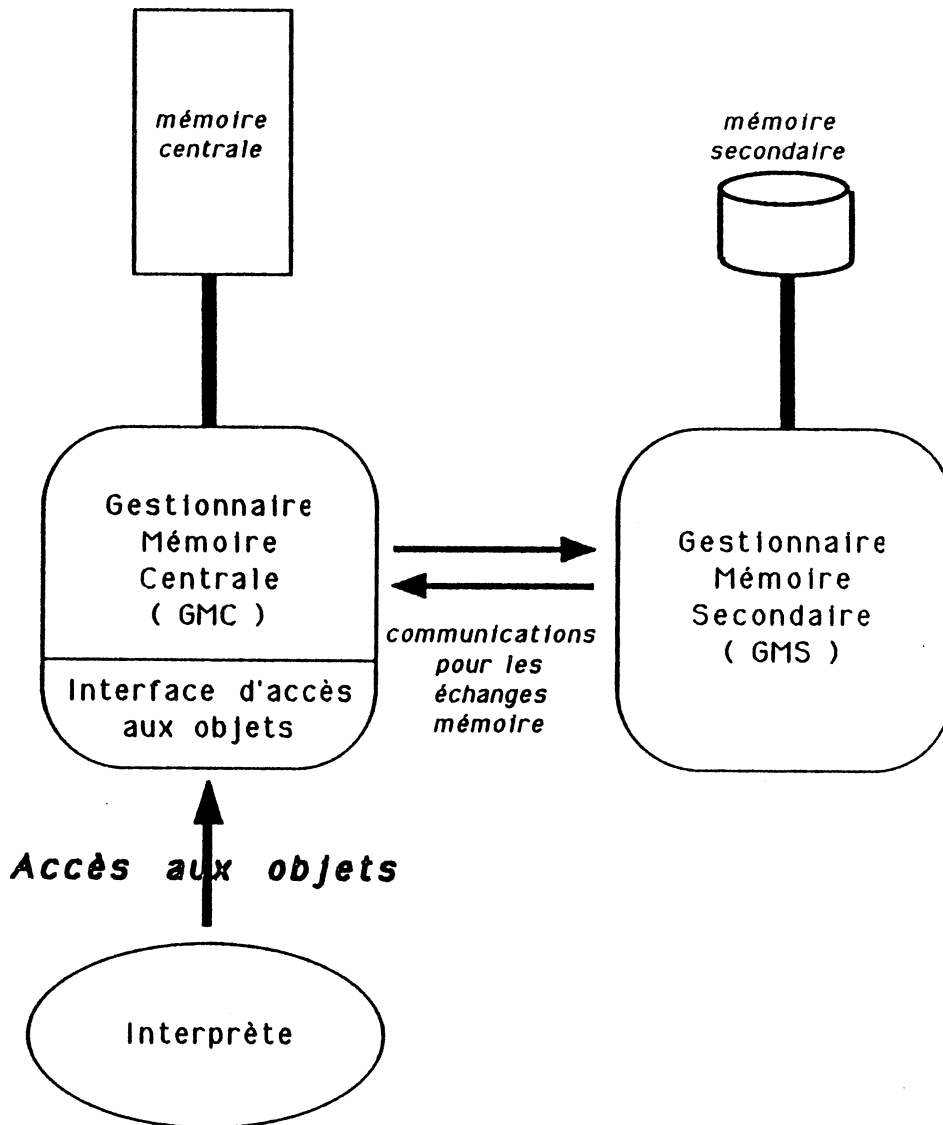 mémoire
centrale
mémoire
secondaire
Gestionnaire
Mémoire
Centrale
( GMC )
Interface d'accès
aux objets
communications
pour les
échanges
mémoire
Gestionnaire
Mémoire
Secondaire
( GMS )
Accès aux objets
Interprète